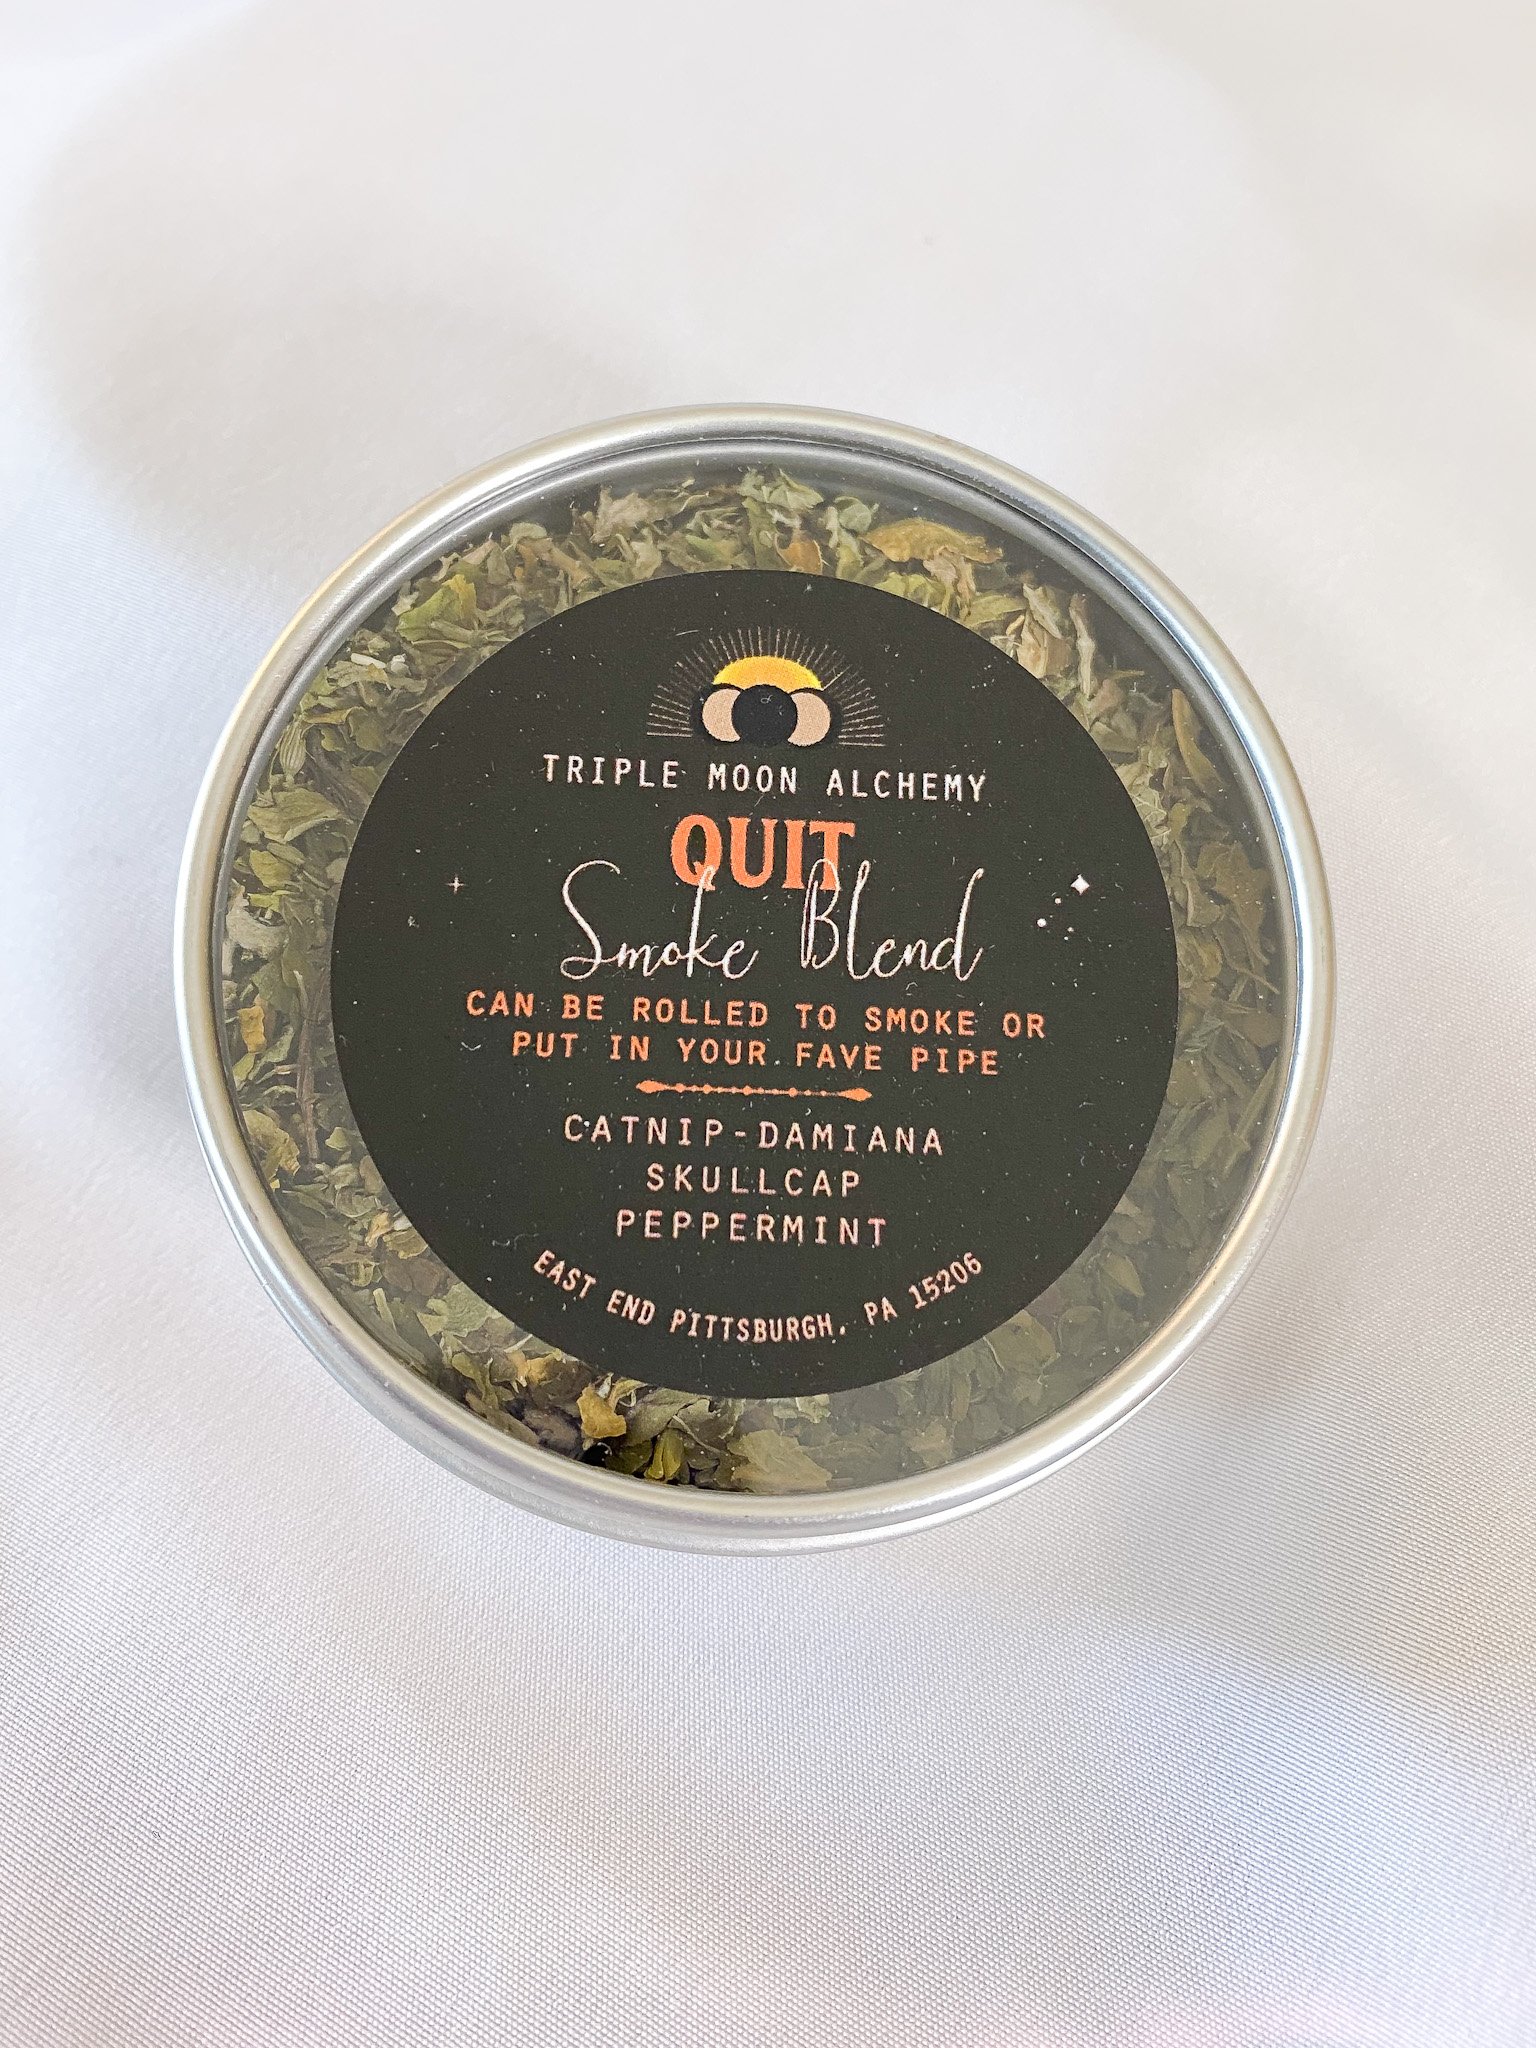 TRIPLE MOON ALCHEMY
QUIT
Smoke Blend
CAN BE ROLLED TO SMOKE OR
PUT IN YOUR FAVE PIPE
CATNIP-DAMIANA
SKULLCAP
PEPPERMINT
EAST END PITTSBURGH, PA 15206